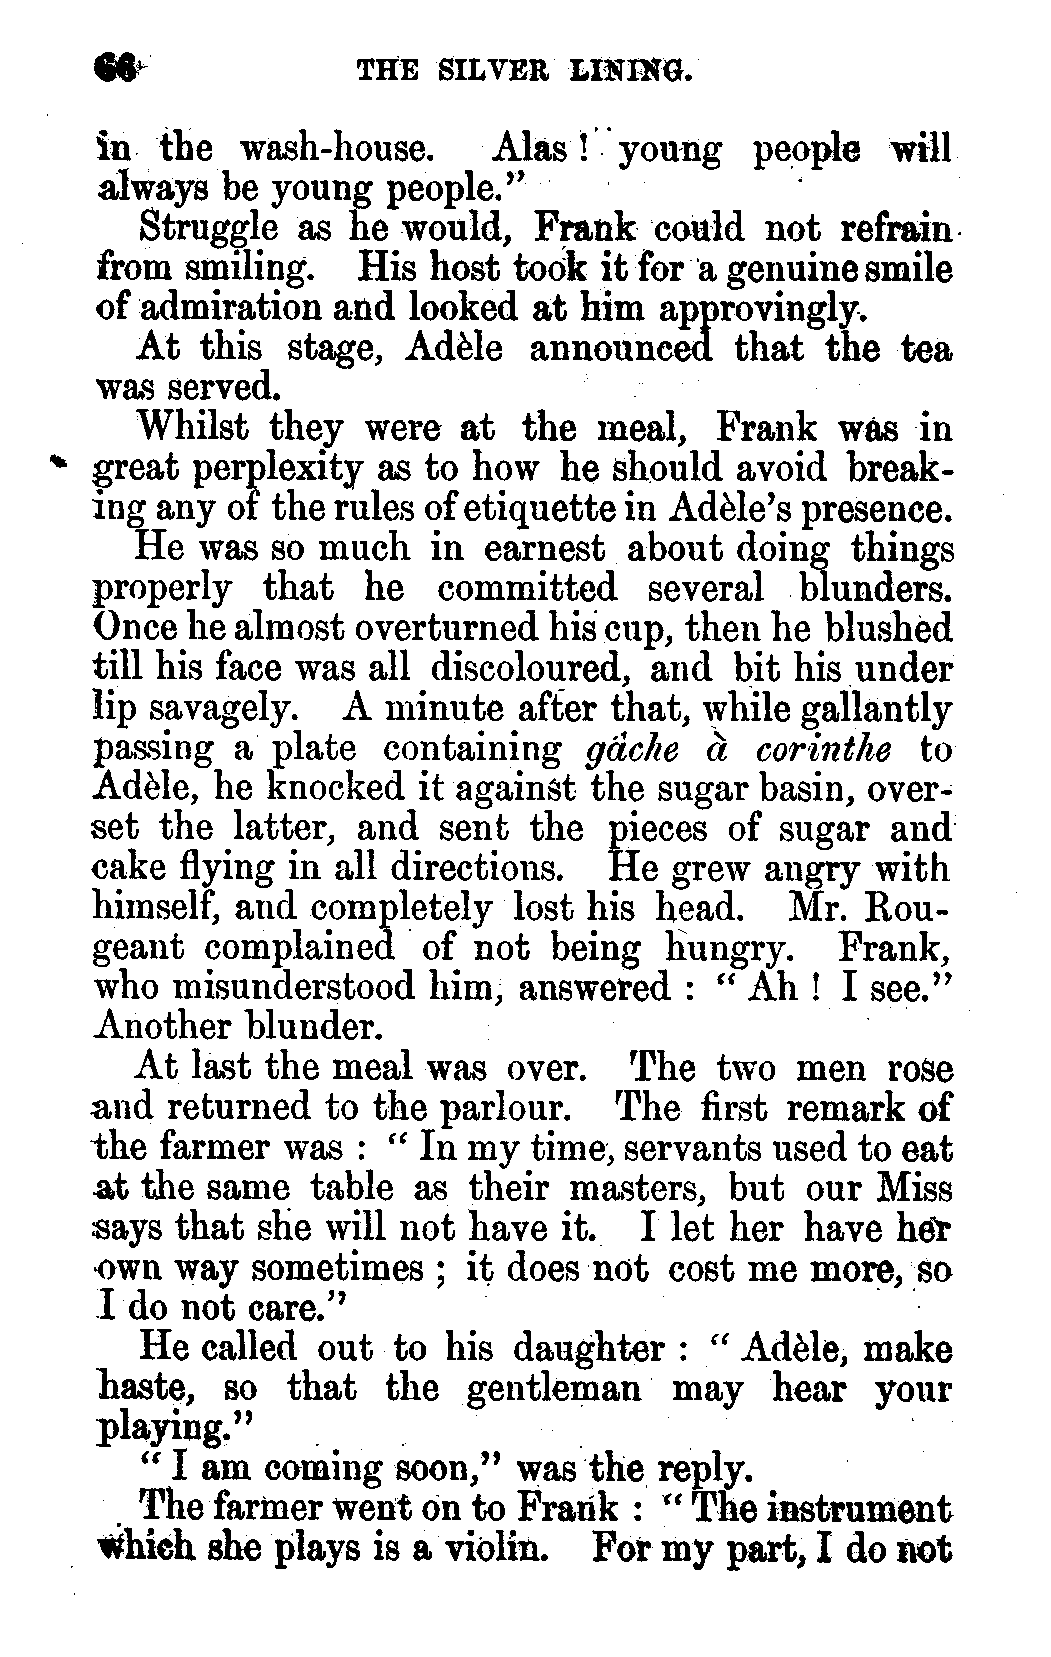 66 THE SILVER LINING.
in the wash-house. Alas ! young people will
always be young people."
Struggle as he would, Frank could not refrain
from smiling. His host took it for a genuine smile
of admiration and looked at him approvingly.
At this stage, Adèle announced that the tea
was served.
Whilst they were at the meal, Frank was in
great perplexity as to how he should avoid break-
ing any of the rules of etiquette in Adèle's presence.
He was so much in earnest about doing things
properly that he committed several blunders.
Once he almost overturned his cup, then he blushed
till his face was all discoloured, and bit his under
lip savagely. A minute after that, while gallantly
passing a plate containing gâche à corinthe to
Adèle, he knocked it against the sugar basin, over-
set the latter, and sent the pieces of sugar and
cake flying in all directions. He grew angry with
himself, and completely lost his head. Mr. Rou-
geant complained of not being hungry. Frank,
who misunderstood him, answered : " Ah ! I see."
Another blunder.
At last the meal was over. The two men rose
and returned to the parlour. The first remark of
the farmer was : " In my time, servants used to eat
at the same table as their masters, but our Miss
says that she will not have it. I let her have her
own way sometimes ; it does not cost me more, so
I do not care."
He called out to his daughter : " Adèle, make
haste, so that the gentleman may hear your
playing."
" I am coming soon," was the reply.
The farmer went on to Frank : " The instrument
which she plays is a violin. For my part, I do not